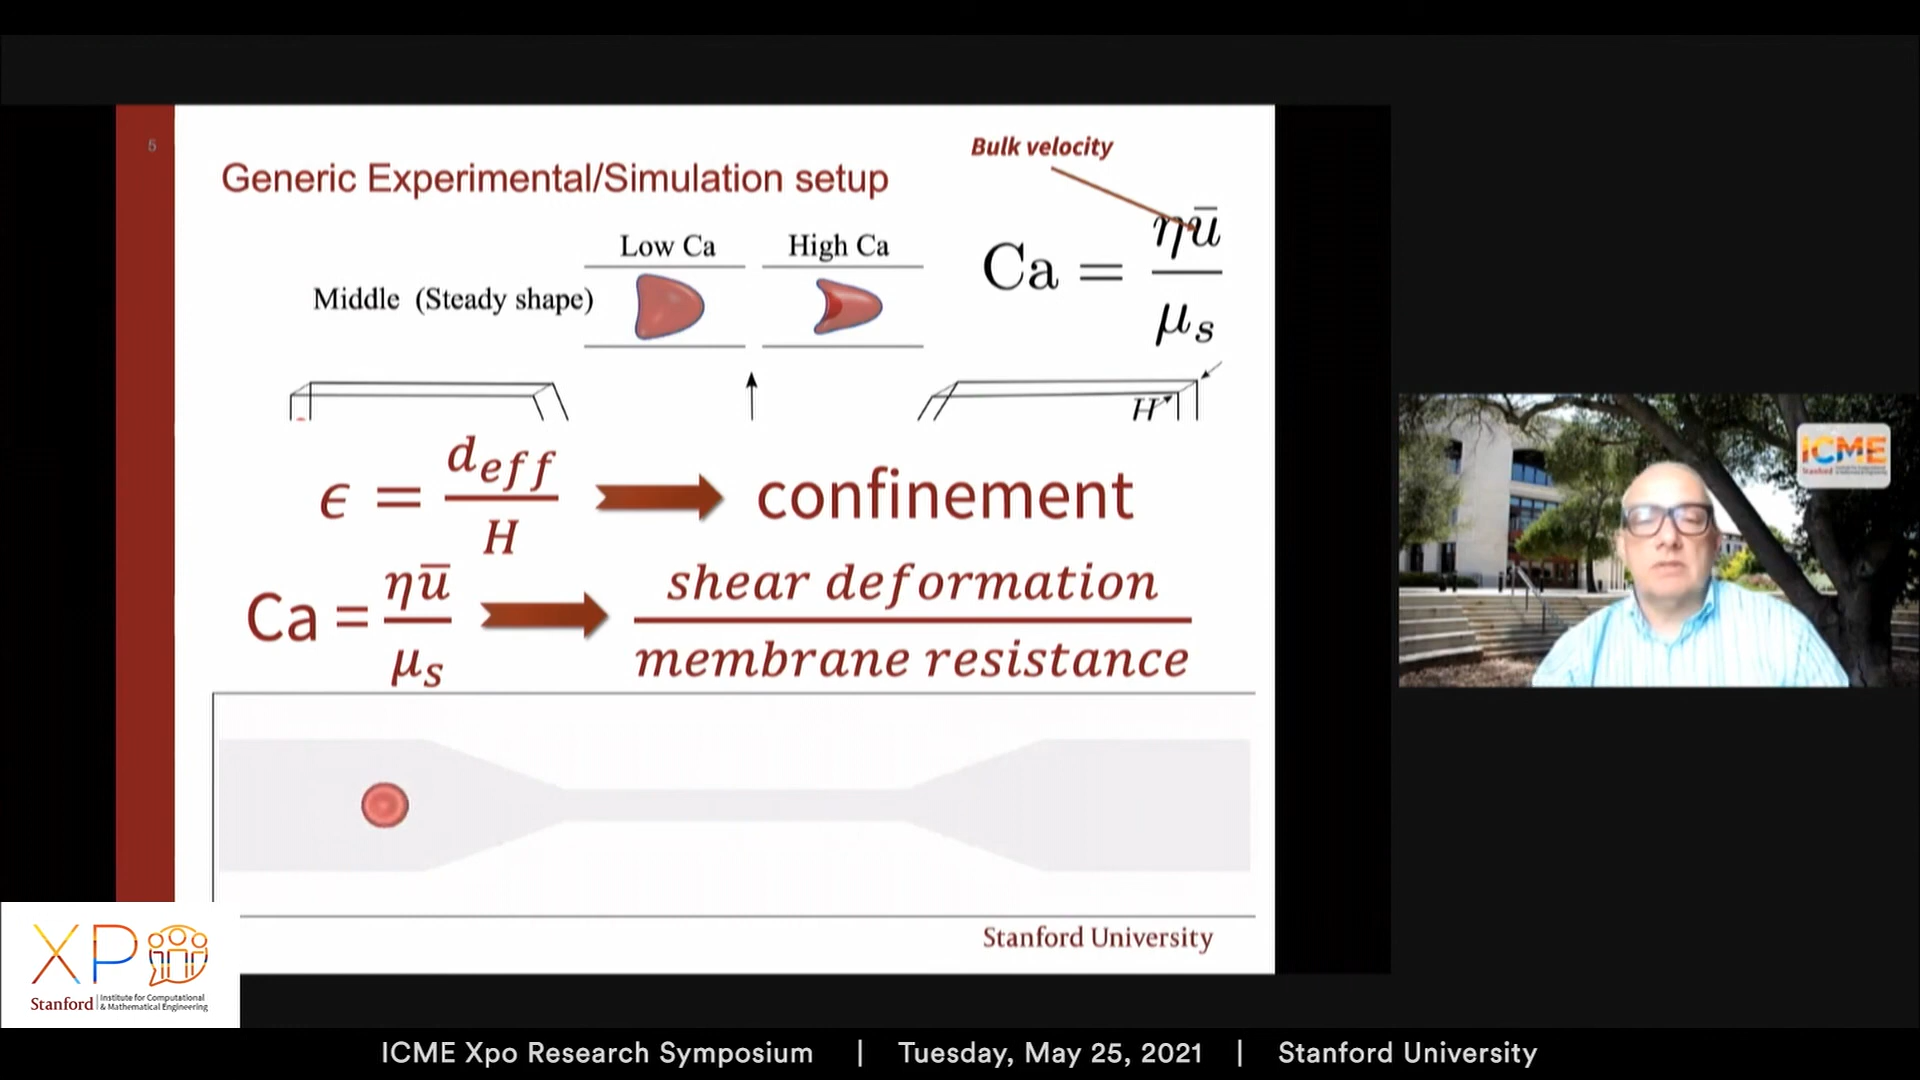 5
Generic Experimental/Simulation setup
Bulk velocity
Low Ca High Ca
Middle (Steady shape)
Ca = ηū / μs
H
ϵ = deff / H confinement
Ca = ηū / μs shear deformation / membrane resistance
Stanford University
ICME
Stanford
XPO
Stanford Institute for Computational
& Mathematical Engineering
ICME Xpo Research Symposium | Tuesday, May 25, 2021 | Stanford University